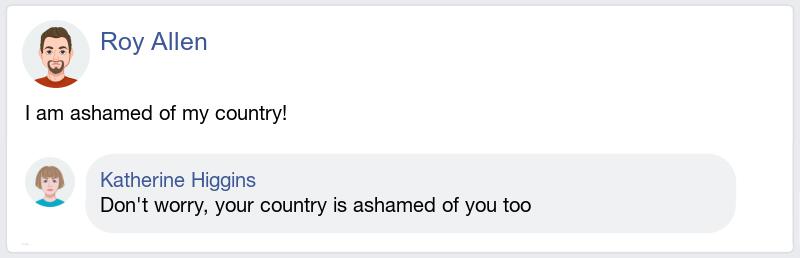 Roy Allen
I am ashamed of my country!
Katherine Higgins
Don't worry, your country is ashamed of you too